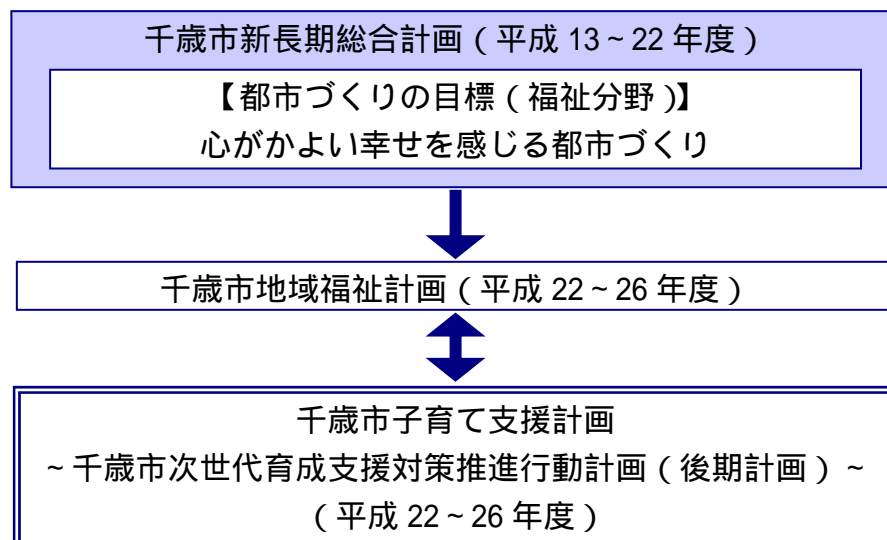 千歳市新長期総合計画（平成 13～22 年度）
【都市づくりの目標（福祉分野）】
心がかよい幸せを感じる都市づくり
千歳市地域福祉計画（平成 22～26 年度）
千歳市子育て支援計画
～千歳市次世代育成支援対策推進行動計画（後期計画）～
（平成 22～26 年度）